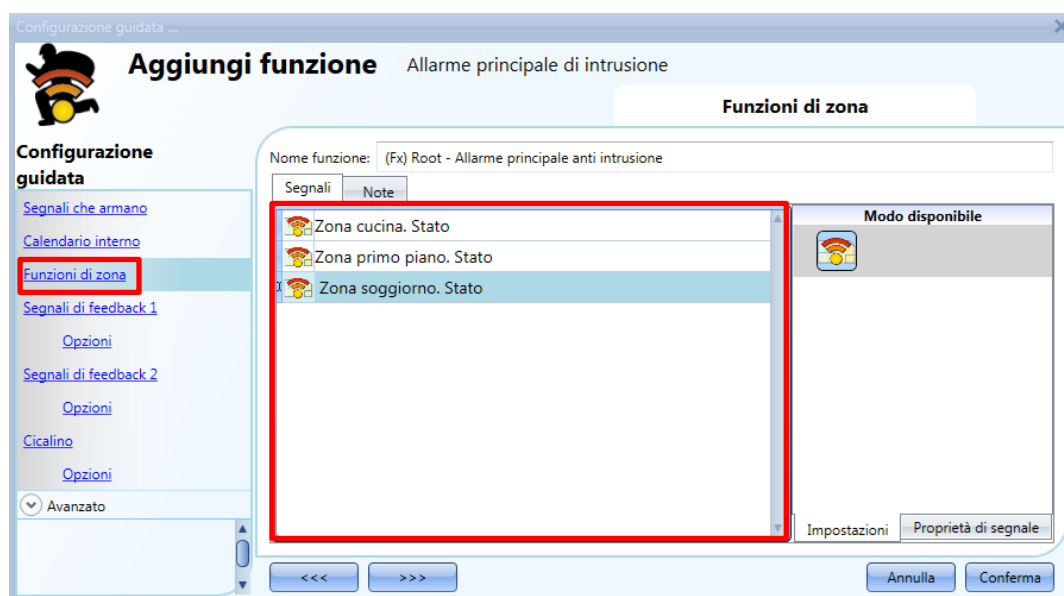 Configurazione guidata ...
Aggiungi funzione Allarme principale di intrusione
Funzioni di zona
Configurazione
guidata
Segnali che armano
Calendario interno
Funzioni di zona
Segnali di feedback 1
Opzioni
Segnali di feedback 2
Opzioni
Cicalino
Opzioni
Avanzato
Nome funzione: (Fx) Root - Allarme principale anti intrusione
Segnali Note
Zona cucina. Stato
Zona primo piano. Stato
Zona soggiorno. Stato
Modo disponibile
Impostazioni Proprietà di segnale
<<< >>> Annulla Conferma